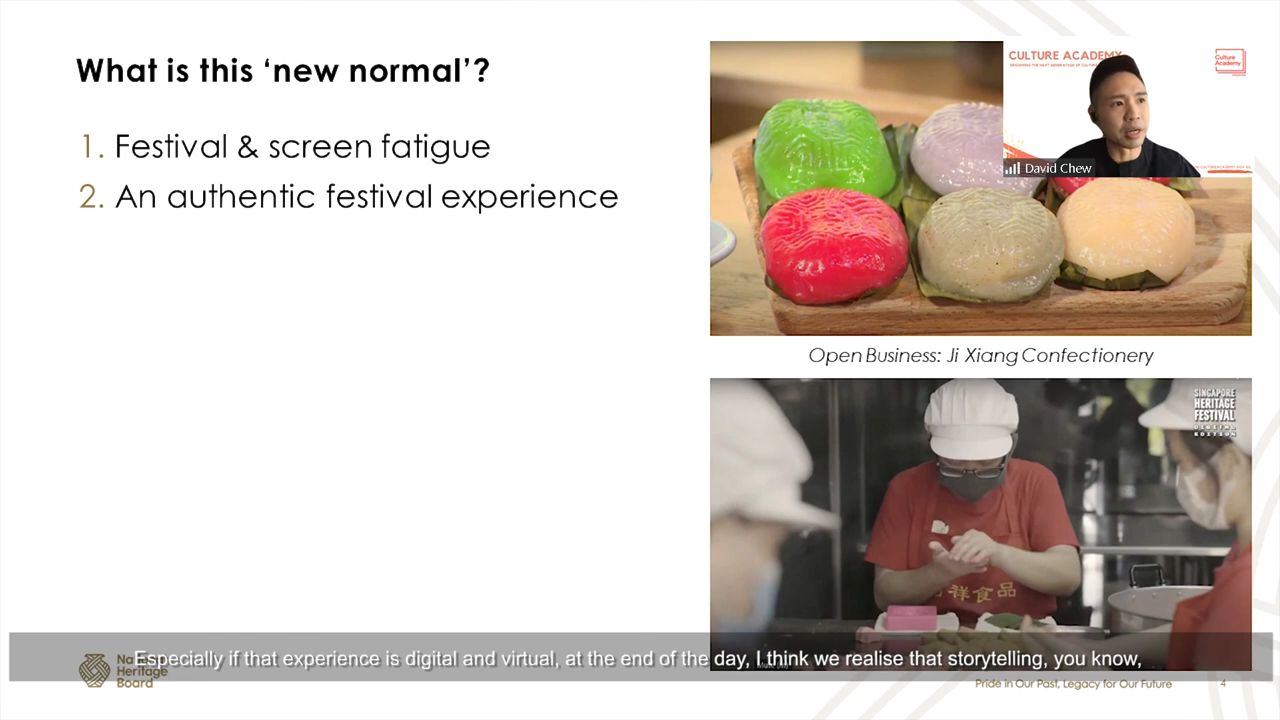 What is this ‘new normal’?
1. Festival & screen fatigue
2. An authentic festival experience
CULTURE ACADEMY
Culture
Academy
David Chew
Open Business: Ji Xiang Confectionery
SINGAPORE
HERITAGE
FESTIVAL
DIGITAL
EDITION
祥食品
Especially if that experience is digital and virtual, at the end of the day, I think we realise that storytelling, you know,
Heritage
Board
Pride in Our Past, Legacy for Our Future
4